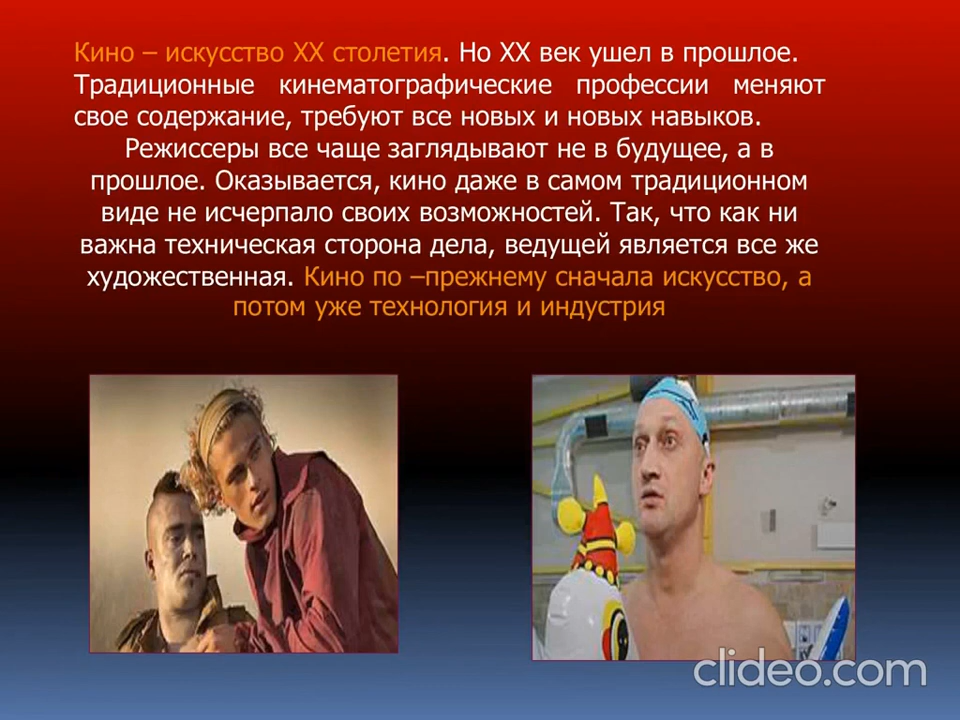 Кино – искусство XX столетия. Но XX век ушел в прошлое.
Традиционные кинематографические профессии меняют
свое содержание, требуют все новых и новых навыков.
Режиссеры все чаще заглядывают не в будущее, а в
прошлое. Оказывается, кино даже в самом традиционном
виде не исчерпало своих возможностей. Так, что как ни
важна техническая сторона дела, ведущей является все же
художественная. Кино по –прежнему сначала искусство, а
потом уже технология и индустрия
clideo.com